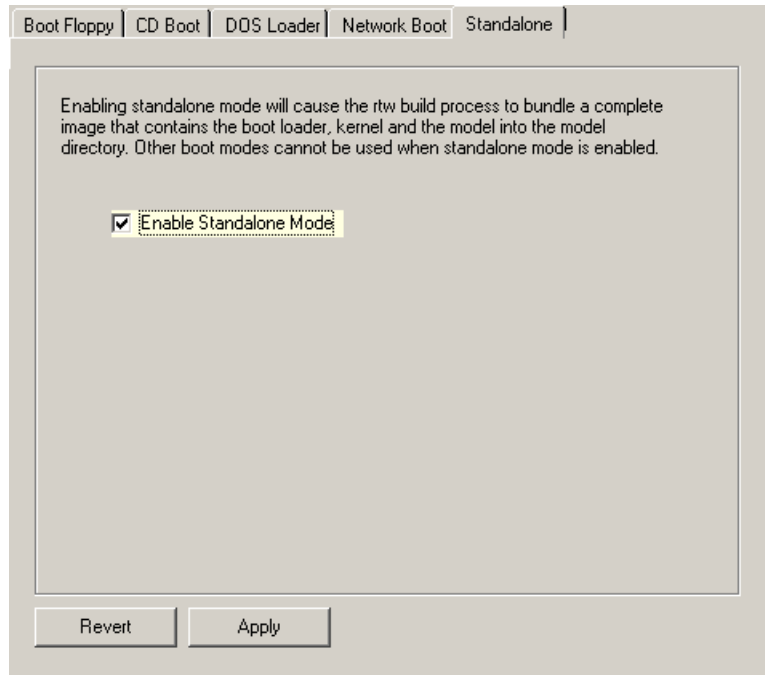 Boot Floppy CD Boot DOS Loader Network Boot Standalone
Enabling standalone mode will cause the rtw build process to bundle a complete
image that contains the boot loader, kernel and the model into the model
directory. Other boot modes cannot be used when standalone mode is enabled.
Enable Standalone Mode
Revert Apply